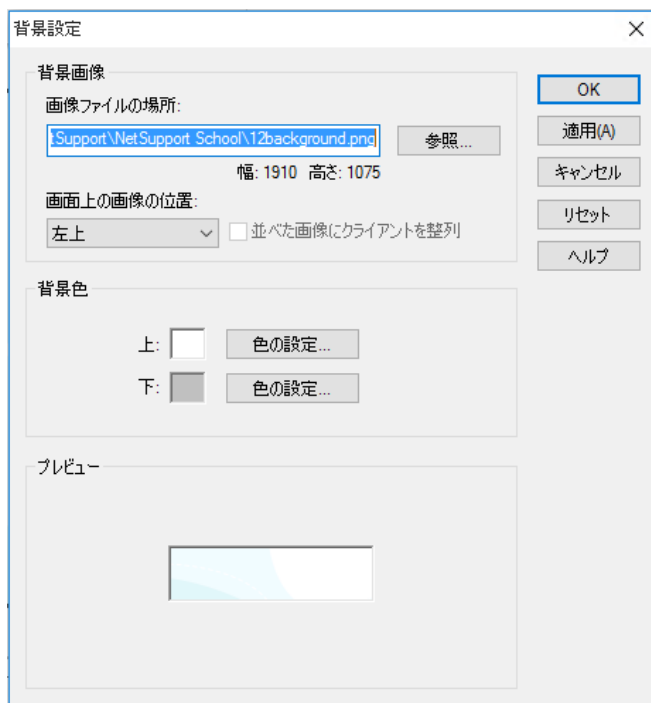 背景設定
背景画像
画像ファイルの場所:
tSupport\NetSupport School\12background.png
参照...
幅: 1910 高さ: 1075
画面上の画像の位置:
左上
並べた画像にクライアントを整列
OK
適用(A)
キャンセル
リセット
ヘルプ
背景色
上:
色の設定...
下:
色の設定...
プレビュー